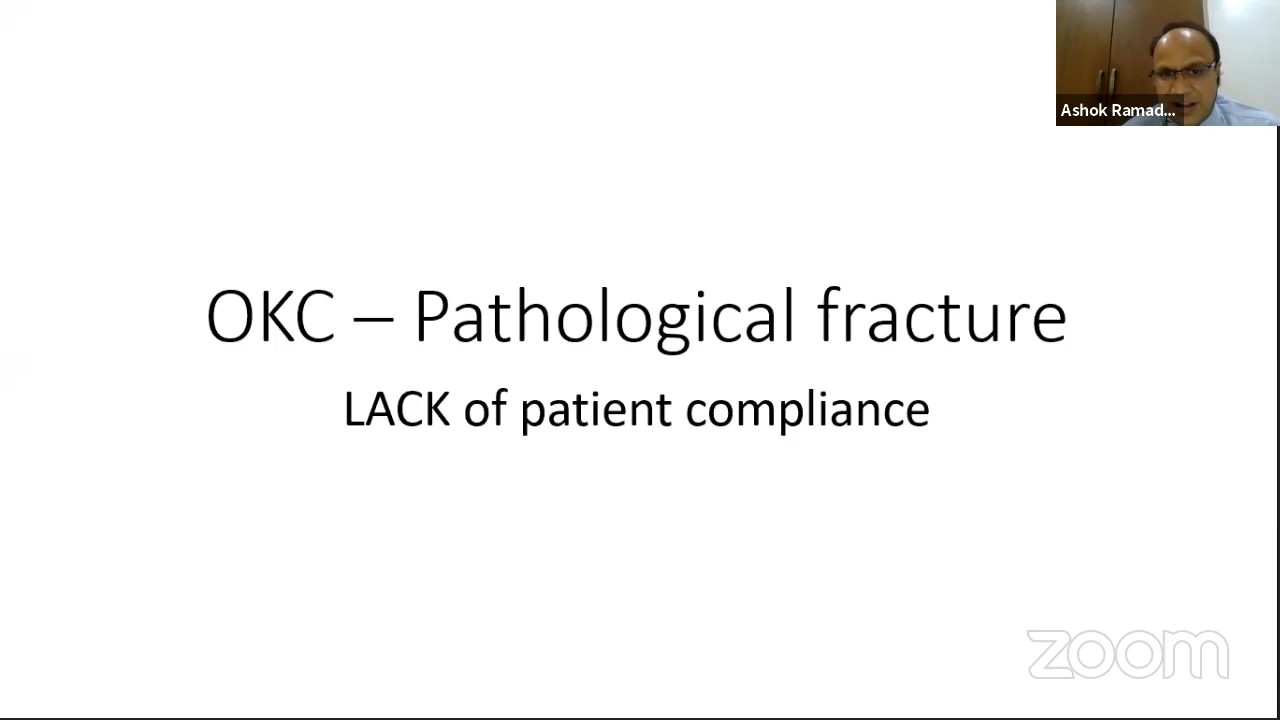 Ashok Ramad...
OKC – Pathological fracture
LACK of patient compliance
zoom